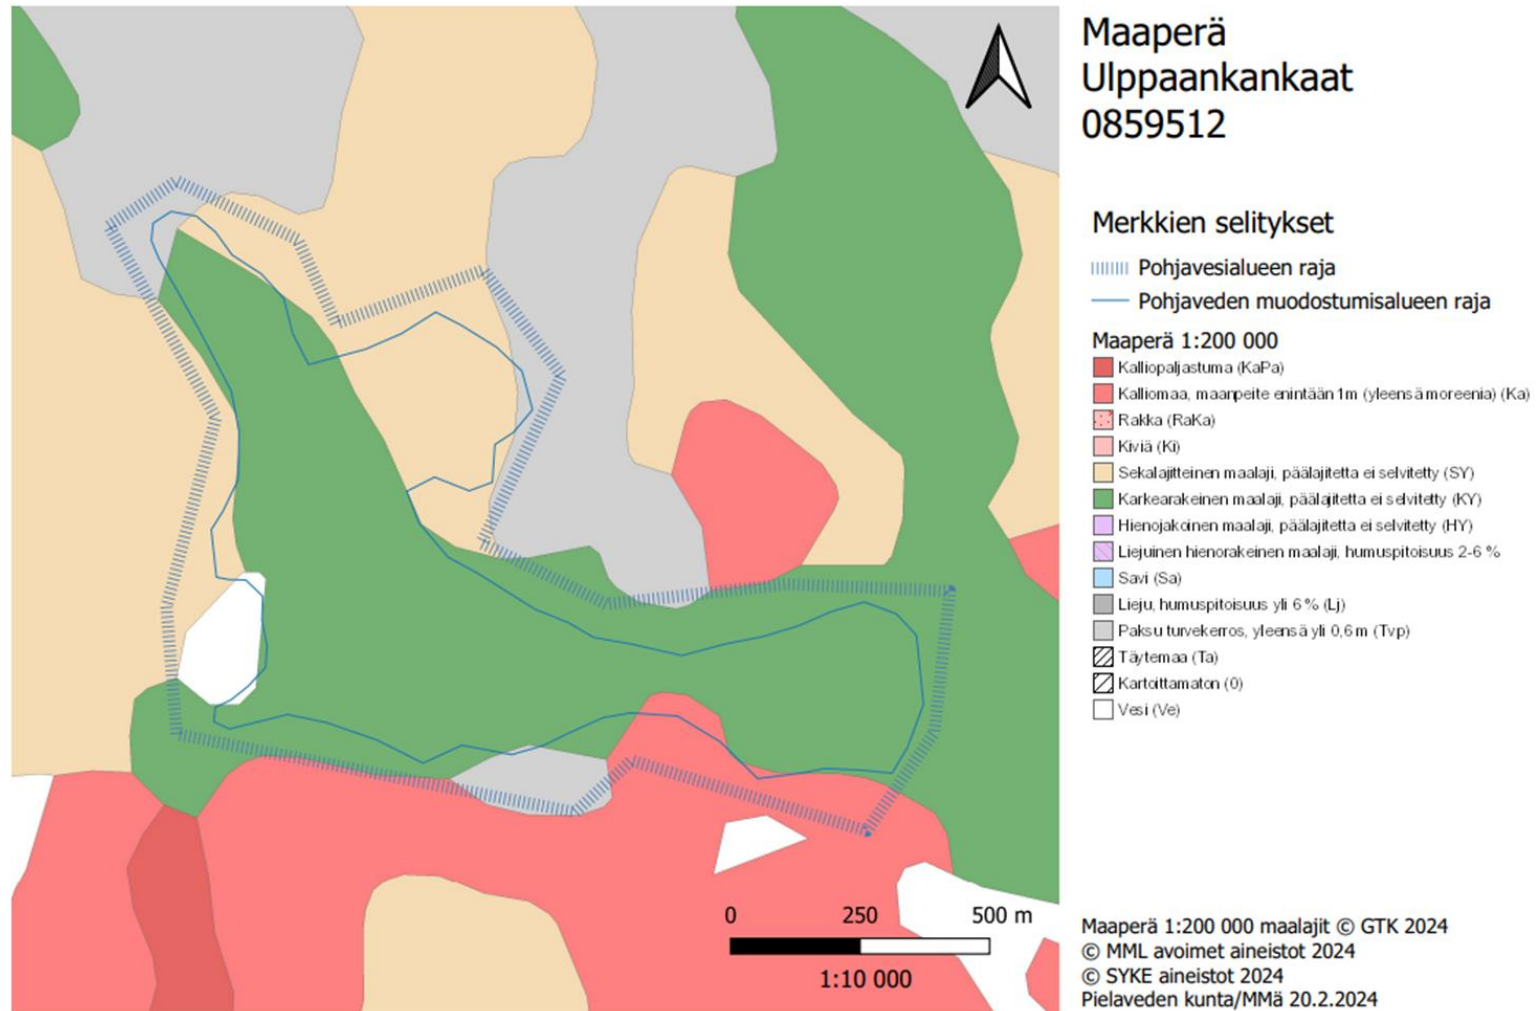 Maaperä
Ulppaankankaat
0859512
Merkkien selitykset
Pohjavesialueen raja
Pohjaveden muodostumisalueen raja
Maaperä 1:200 000
Kalliopaljastuma (KaPa)
Kalliomaa, maanpeite enintään 1m (yleensä moreenia) (Ka)
Rakka (RaKa)
Kiviä (Ki)
Sekalajitteinen maalaji, päälajitetta ei selvitetty (SY)
Karkearakeinen maalaji, päälajitetta ei selvitetty (KY)
Hienojakoinen maalaji, päälajitetta ei selvitetty (HY)
Liejuinen hienorakeinen maalaji, humuspitoisuus 2-6 %
Savi (Sa)
Lieju, humuspitoisuus yli 6 % (Lj)
Paksu turvekerros, yleensä yli 0,6 m (Tvp)
Täytemaa (Ta)
Kartoittamaton (0)
Vesi (Ve)
0 250 500 m
1:10 000
Maaperä 1:200 000 maalajit © GTK 2024
© MML avoimet aineistot 2024
© SYKE aineistot 2024
Pielaveden kunta/MMä 20.2.2024